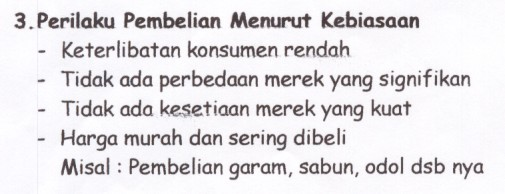 3. Perilaku Pembelian Menurut Kebiasaan
- Keterlibatan konsumen rendah
- Tidak ada perbedaan merek yang signifikan
- Tidak ada kesetiaan merek yang kuat
- Harga murah dan sering dibeli
Misal : Pembelian garam, sabun, odol dsb nya